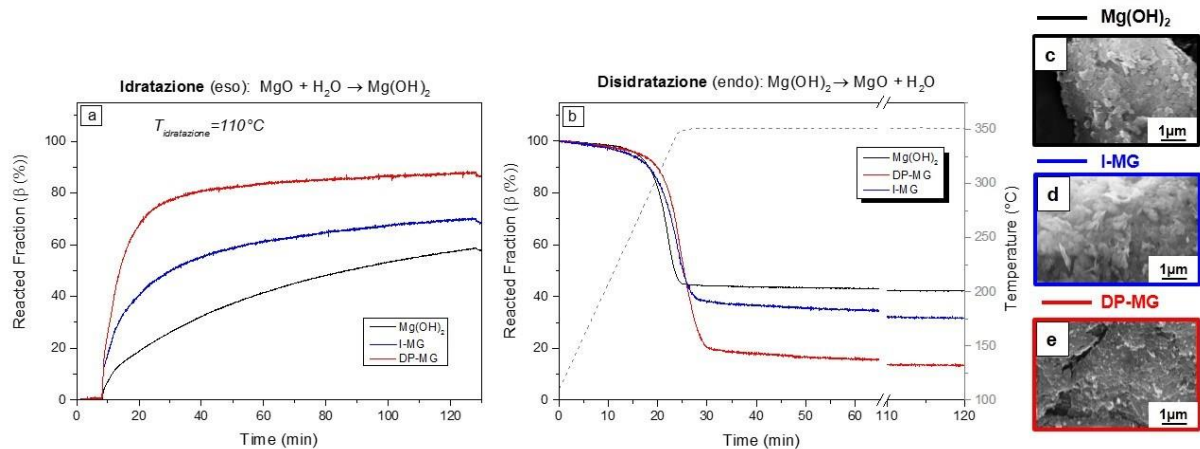 Idratazione (eso): MgO + H₂O → Mg(OH)₂
a
T_idratazione=110°C
Reacted Fraction (β (%))
100
80
60
40
20
0
Mg(OH)₂
I-MG
DP-MG
0 20 40 60 80 100 120
Time (min)
Disidratazione (endo): Mg(OH)₂→ MgO + H₂O
b
Reacted Fraction (β (%))
100
80
60
40
20
0
Mg(OH)₂
DP-MG
I-MG
350
300
250
200
150
100
Temperature (°C)
0 10 20 30 40 50 60 110 120
Time (min)
Mg(OH)₂
c
1µm
I-MG
d
1µm
DP-MG
e
1µm